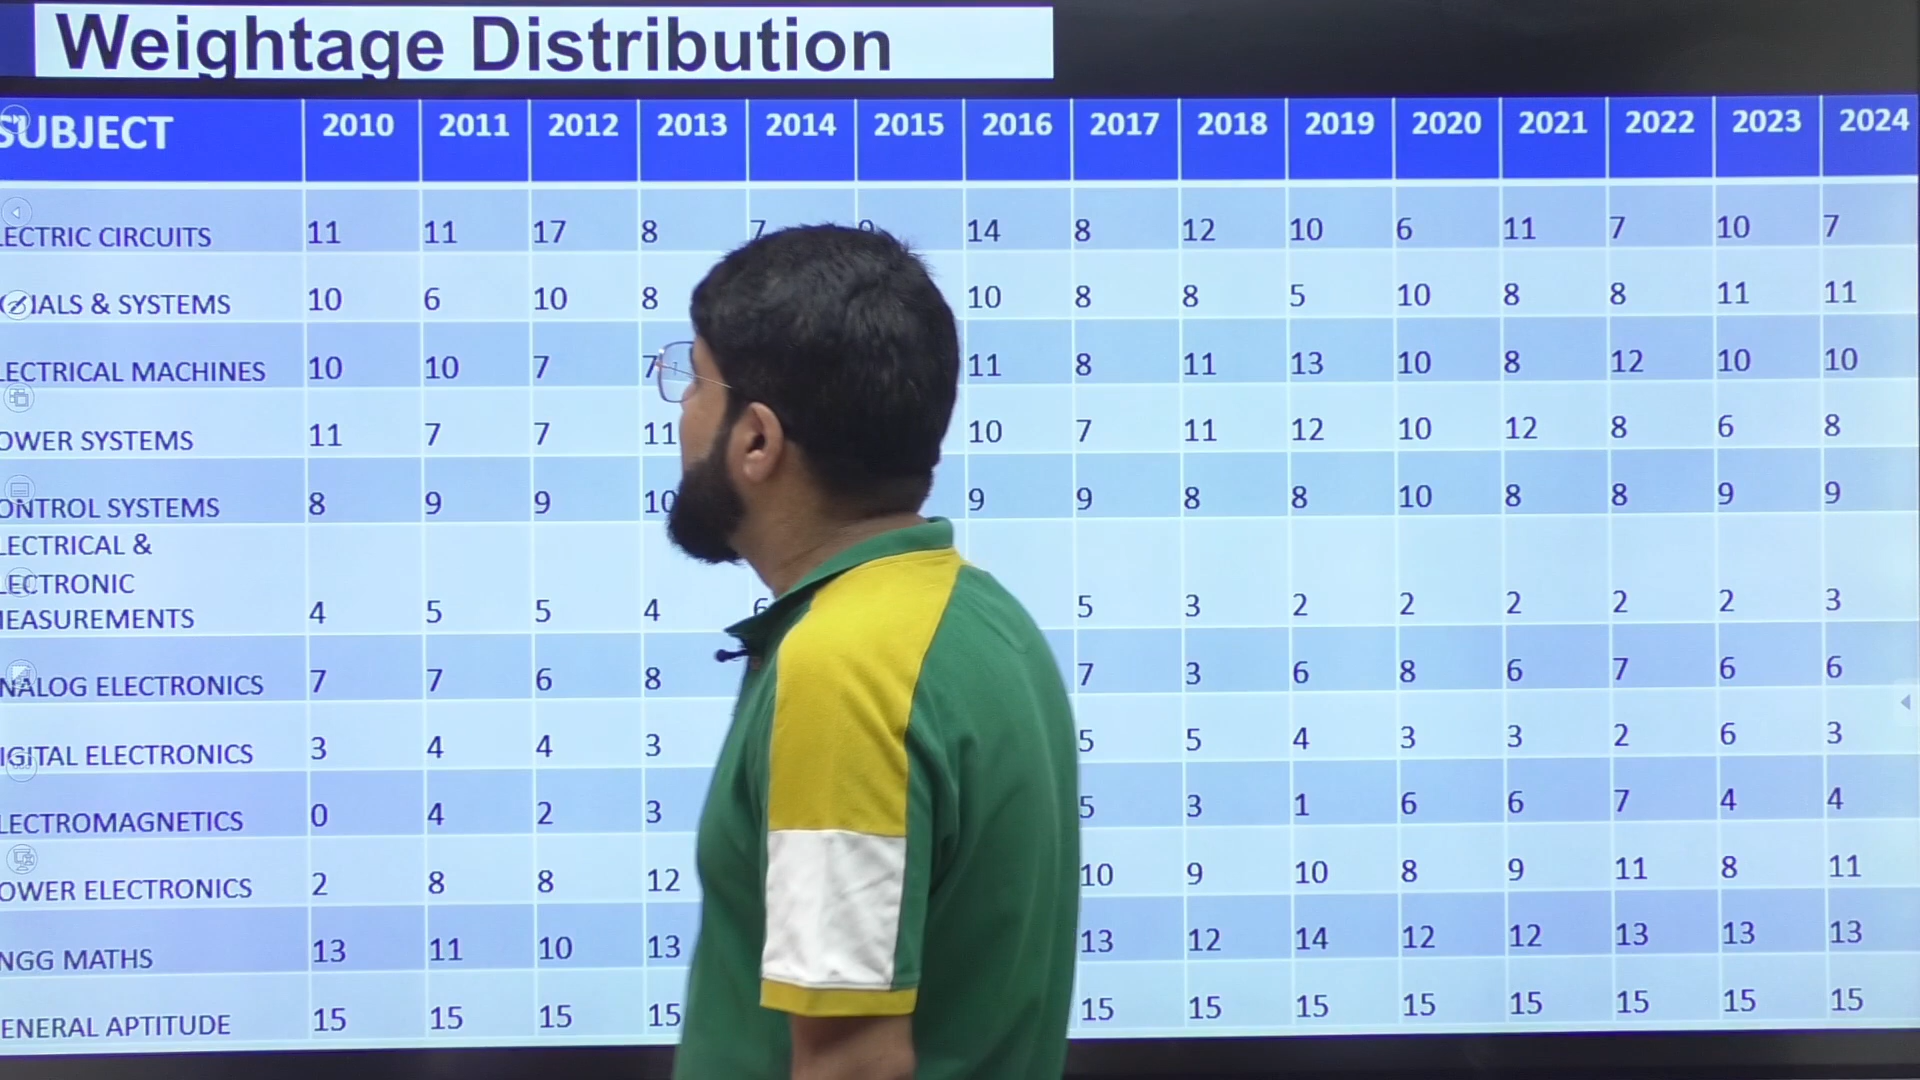 Weightage Distribution
SUBJECT 2010 2011 2012 2013 2014 2015 2016 2017 2018 2019 2020 2021 2022 2023 2024
LECTRIC CIRCUITS 11 11 17 8 7 14 8 12 10 6 11 7 10 7
IALS & SYSTEMS 10 6 10 8 10 8 8 5 10 8 8 11 11
LECTRICAL MACHINES 10 10 7 7 11 8 11 13 10 8 12 10 10
OWER SYSTEMS 11 7 7 11 10 7 11 12 10 12 8 6 8
ONTROL SYSTEMS 8 9 9 10 9 9 8 8 10 8 8 9 9
LECTRICAL &
LECTRONIC
MEASUREMENTS 4 5 5 4 6 5 3 2 2 2 2 2 3
NALOG ELECTRONICS 7 7 6 8 7 3 6 8 6 7 6 6
IGITAL ELECTRONICS 3 4 4 3 5 5 4 3 3 2 6 3
LECTROMAGNETICS 0 4 2 3 5 3 1 6 6 7 4 4
OWER ELECTRONICS 2 8 8 12 10 9 10 8 9 11 8 11
NGG MATHS 13 11 10 13 13 12 14 12 12 13 13 13
ENERAL APTITUDE 15 15 15 15 15 15 15 15 15 15 15 15